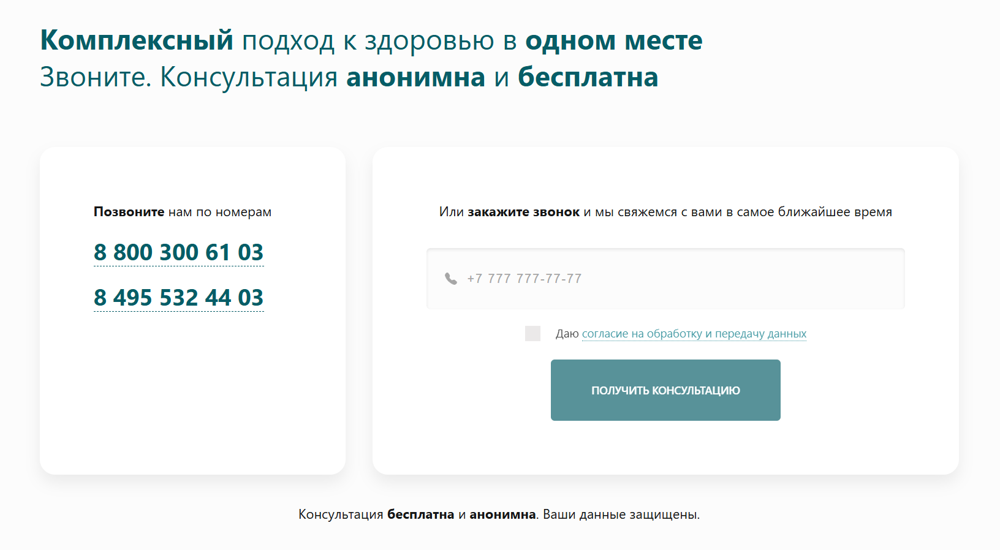 Комплексный подход к здоровью в одном месте
Звоните. Консультация анонимна и бесплатна
Позвоните нам по номерам
8 800 300 61 03
8 495 532 44 03
Или закажите звонок и мы свяжемся с вами в самое ближайшее время
+7 777 777-77-77
Даю согласие на обработку и передачу данных
ПОЛУЧИТЬ КОНСУЛЬТАЦИЮ
Консультация бесплатна и анонимна. Ваши данные защищены.